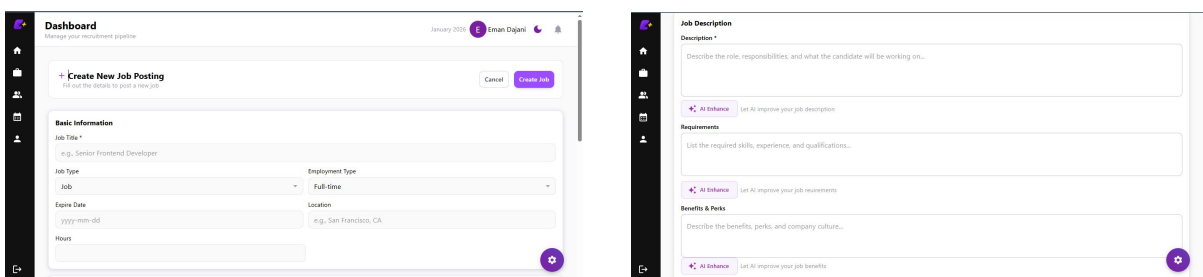 Dashboard
Manage your recruitment pipeline
January 2026 E Eman Dajani
+ Create New Job Posting
Fill out the details to post a new job
Cancel Create Job
Basic Information
Job Title *
e.g., Senior Frontend Developer
Job Type Employment Type
Job Full-time
Expire Date Location
yyyy-mm-dd e.g., San Francisco, CA
Hours
Job Description
Description *
Describe the role, responsibilities, and what the candidate will be working on...
AI Enhance Let AI improve your job description
Requirements
List the required skills, experience, and qualifications...
AI Enhance Let AI improve your job reuirements
Benefits & Perks
Describe the benefits, perks, and company culture...
AI Enhance Let AI improve your job benefits